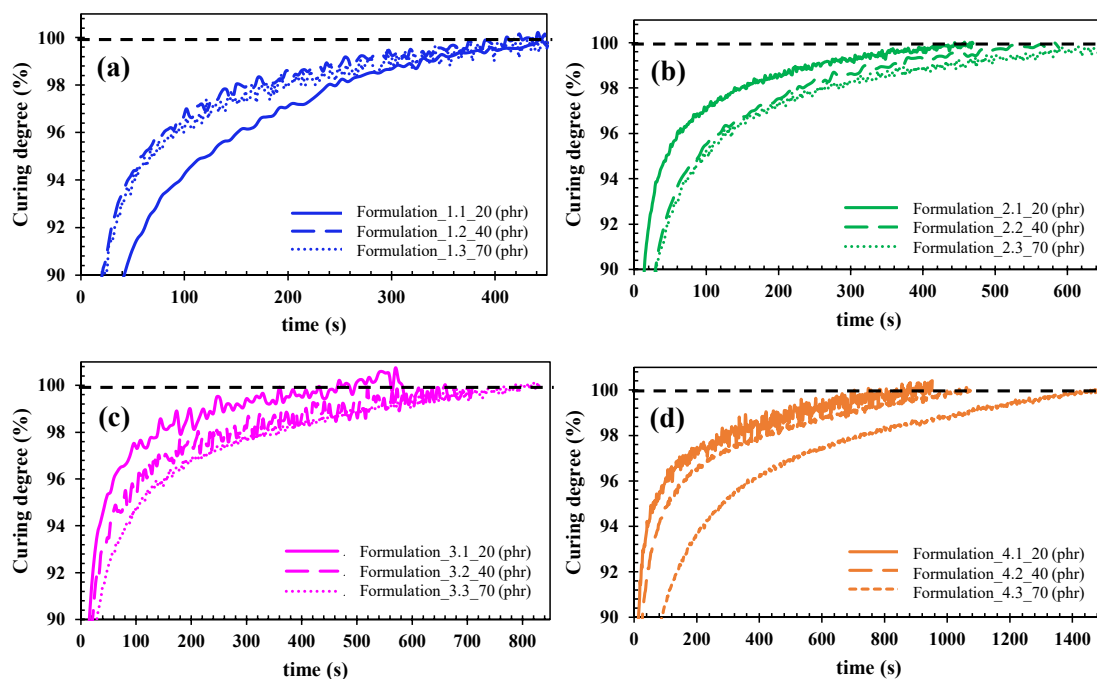 (a)
Curing degree (%)
100
98
96
94
92
90
0
100
200
300
400
time (s)
Formulation_1.1_20 (phr)
Formulation_1.2_40 (phr)
Formulation_1.3_70 (phr)
(b)
Curing degree (%)
100
98
96
94
92
90
0
100
200
300
400
500
600
time (s)
Formulation_2.1_20 (phr)
Formulation_2.2_40 (phr)
Formulation_2.3_70 (phr)
(c)
Curing degree (%)
100
98
96
94
92
90
0
100
200
300
400
500
600
700
800
time (s)
Formulation_3.1_20 (phr)
Formulation_3.2_40 (phr)
Formulation_3.3_70 (phr)
(d)
Curing degree (%)
100
98
96
94
92
90
0
200
400
600
800
1000
1200
1400
time (s)
Formulation_4.1_20 (phr)
Formulation_4.2_40 (phr)
Formulation_4.3_70 (phr)